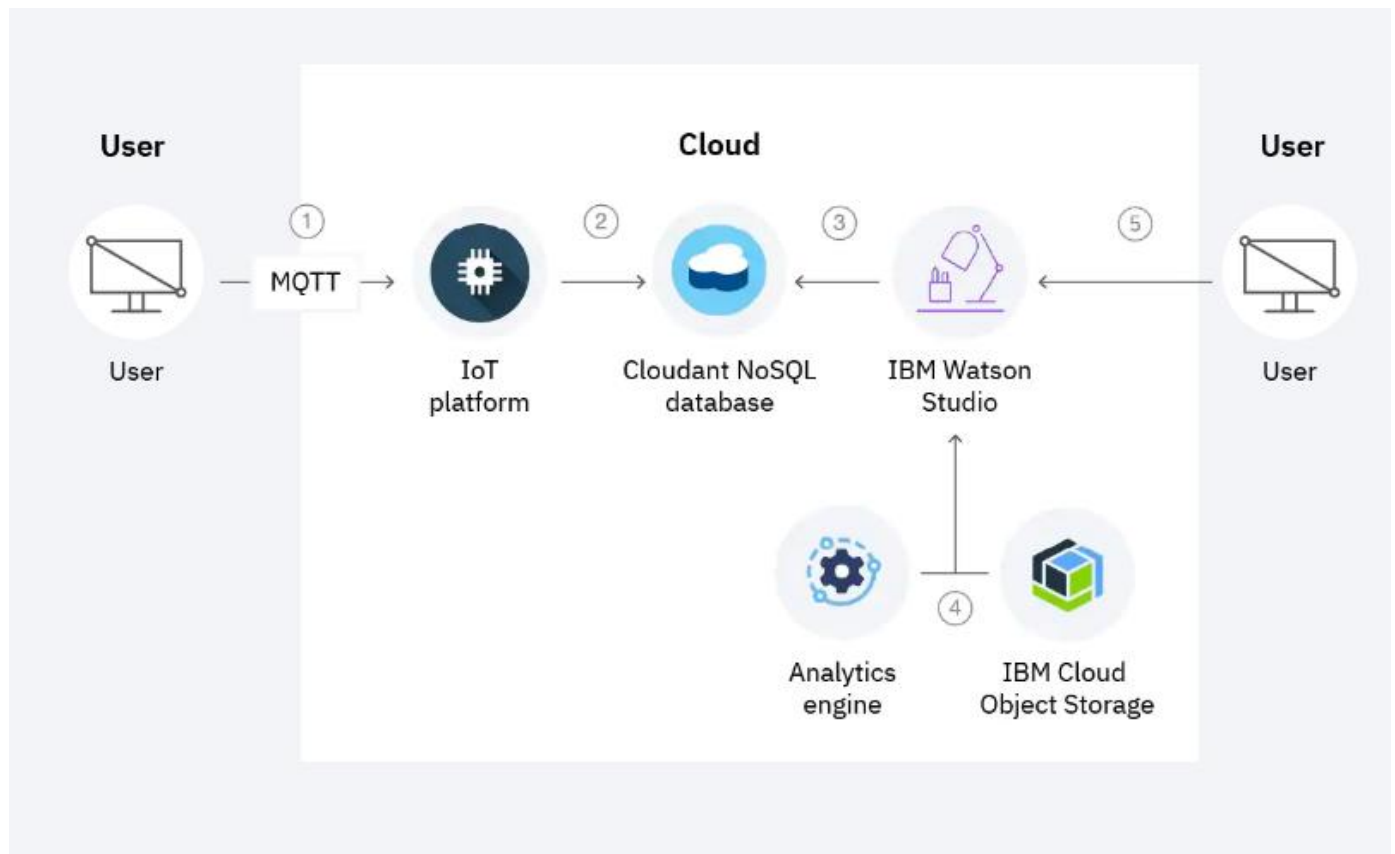 User
Cloud
User
1
2
3
5
MQTT
User
IoT
platform
Cloudant NoSQL
database
IBM Watson
Studio
User
4
Analytics
engine
IBM Cloud
Object Storage